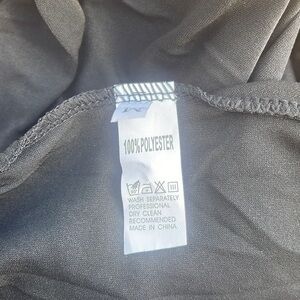 M
100%POLYESTER
WASH SEPARATELY
PROFESSIONAL
DRY CLEAN
RECOMMENDED
MADE IN CHINA